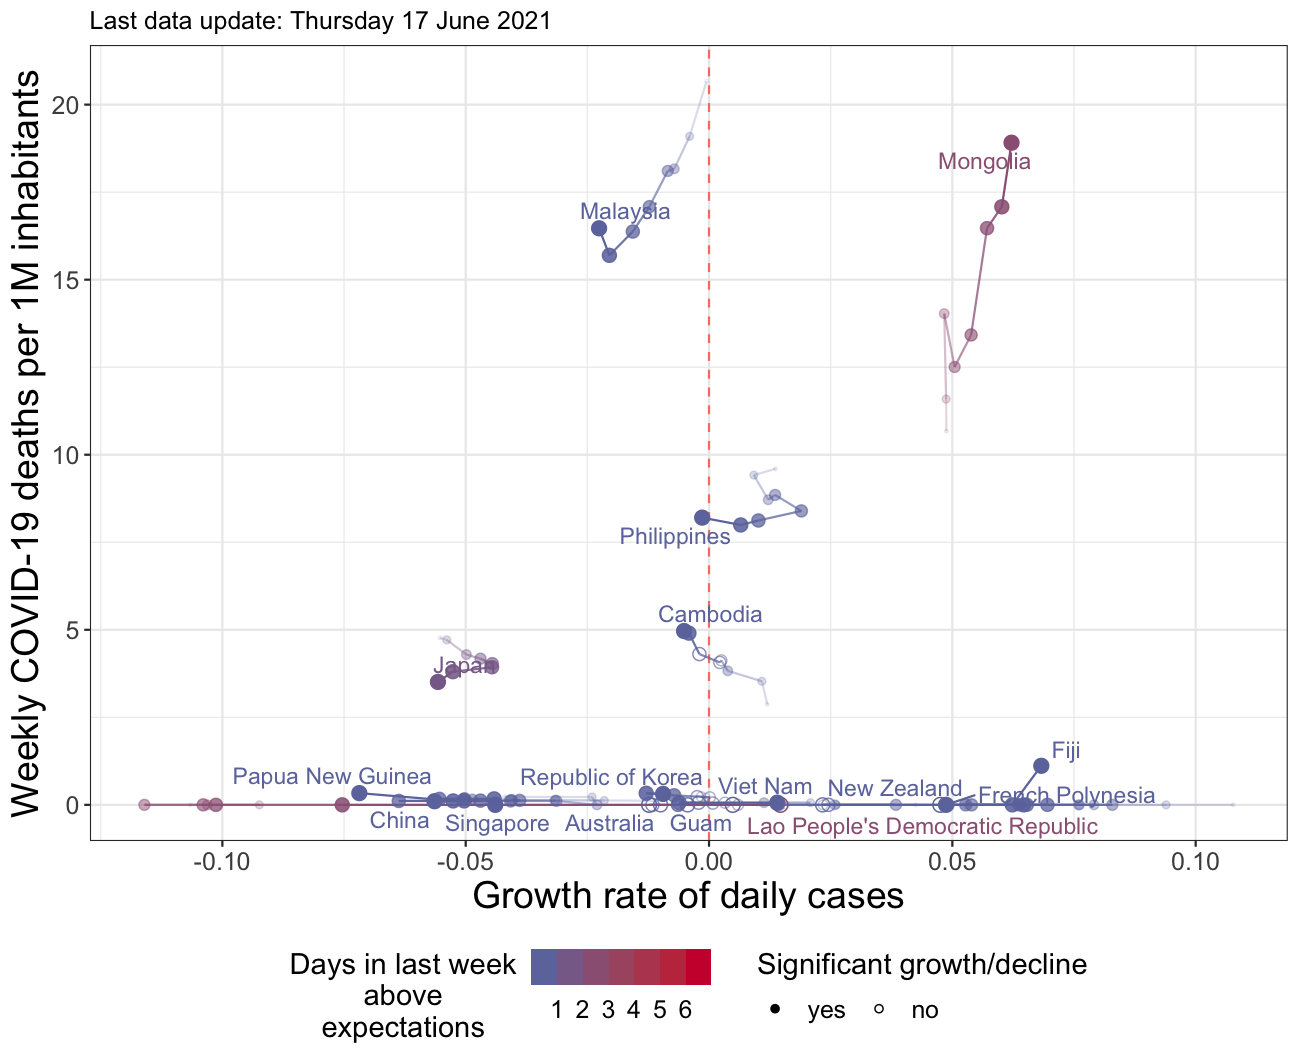 Last data update: Thursday 17 June 2021
Weekly COVID-19 deaths per 1M inhabitants
20
15
10
5
0
Mongolia
Malaysia
Philippines
Cambodia
Japan
Fiji
Papua New Guinea
Republic of Korea
Viet Nam
New Zealand
French Polynesia
China
Singapore
Australia
Guam
Lao People's Democratic Republic
-0.10
-0.05
0.00
0.05
0.10
Growth rate of daily cases
Days in last week
above
expectations
1 2 3 4 5 6
Significant growth/decline
yes
no